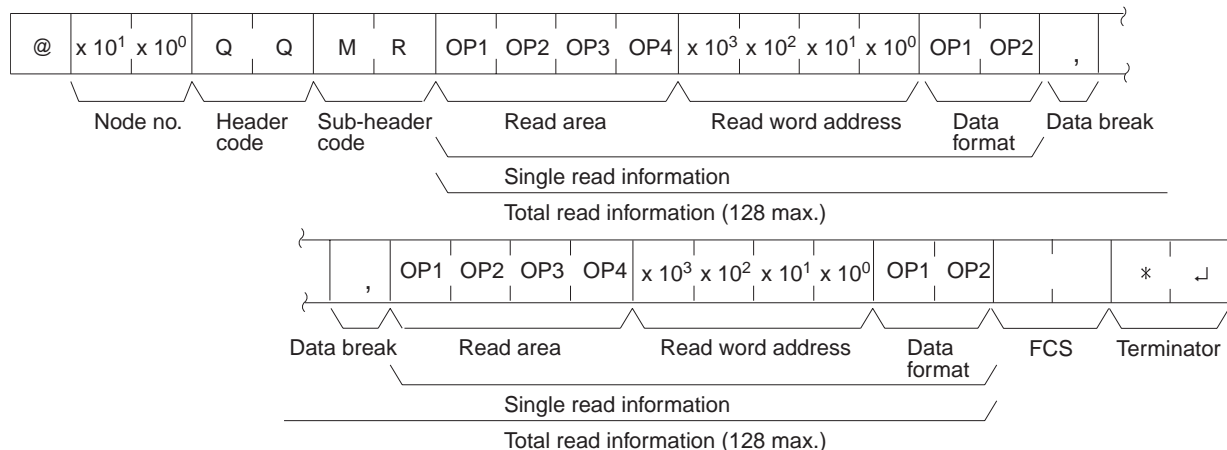 @ x 10¹ x 10⁰ Q Q M R OP1 OP2 OP3 OP4 x 10³ x 10² x 10¹ x 10⁰ OP1 OP2 ,
Node no. Header code Sub-header code Read area Read word address Data format Data break
Single read information
Total read information (128 max.)
, OP1 OP2 OP3 OP4 x 10³ x 10² x 10¹ x 10⁰ OP1 OP2 * ↵
Data break Read area Read word address Data format FCS Terminator
Single read information
Total read information (128 max.)